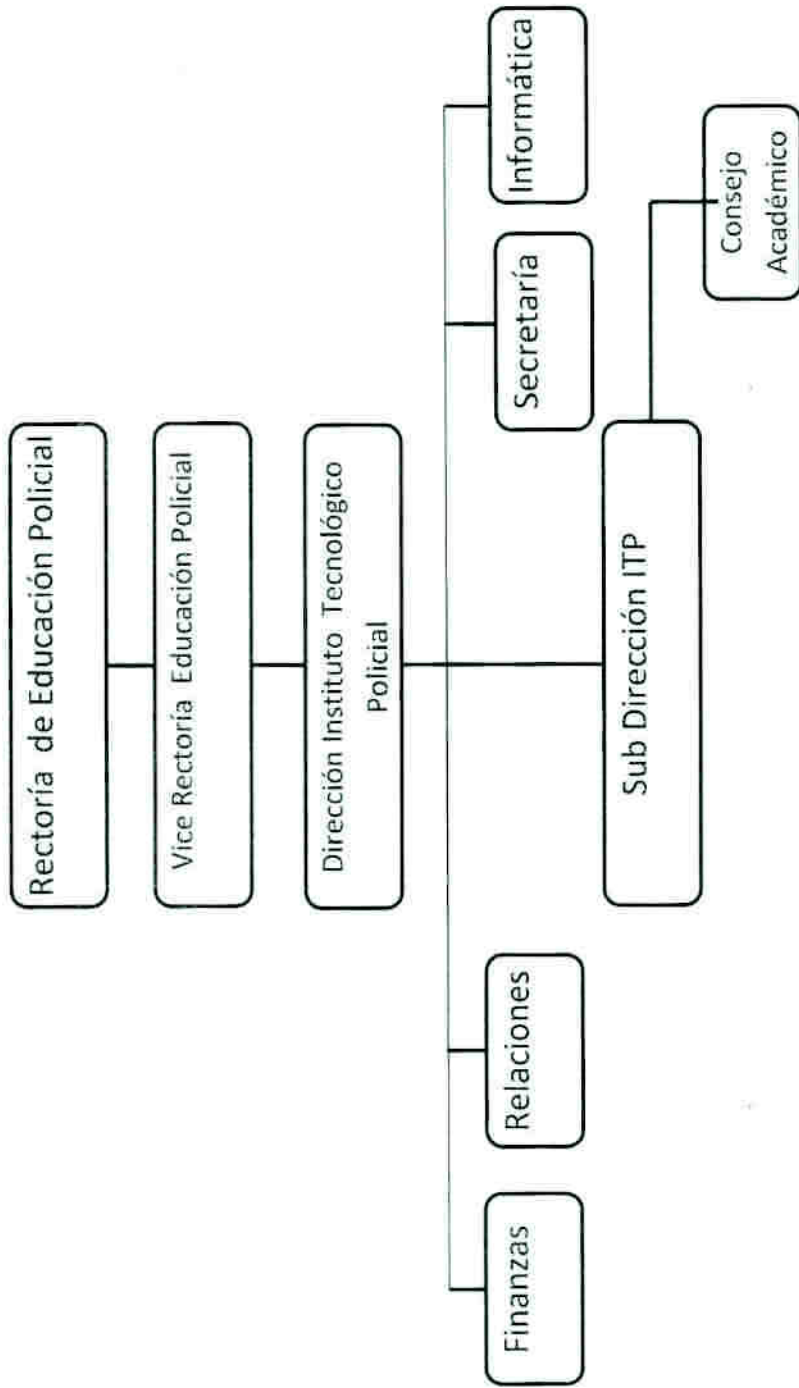 Rectoría de Educación Policial
Vice Rectoría Educación Policial
Dirección Instituto Tecnológico
Policial
Finanzas
Relaciones
Secretaría
Informática
Sub Dirección ITP
Consejo
Académico